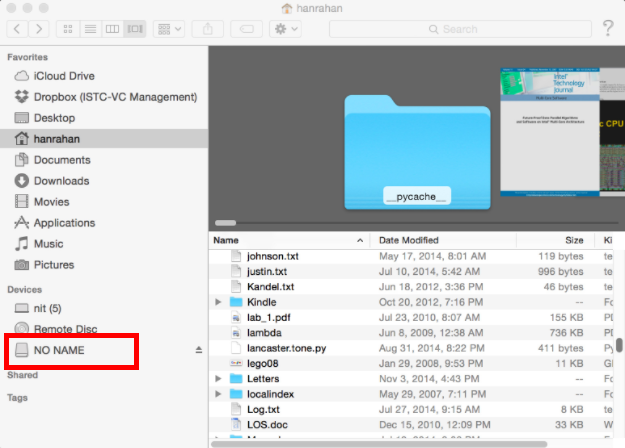 hanrahan
Search
?
Favorites
iCloud Drive
Dropbox (ISTC-VC Management)
Desktop
hanrahan
Documents
Downloads
Movies
Applications
Music
Pictures
Devices
nit (5)
Remote Disc
NO NAME
Shared
Tags
__pycache__
Intel
Technology
Journal
c CPU
Name Date Modified Size Ki
johnson.txt May 17, 2014, 8:01 AM 119 bytes te
justin.txt Jul 10, 2014, 5:42 AM 996 bytes te
Kandel.txt Jun 18, 2012, 3:36 PM 46 bytes te
Kindle Oct 20, 2012, 7:16 PM -- Fo
lab_1.pdf Jul 23, 2010, 8:07 AM 155 KB PD
lambda Jun 8, 2009, 12:38 AM 736 KB PD
lancaster.tone.py Aug 31, 2014, 8:22 PM 411 bytes Py
lego08 Jan 29, 2008, 9:53 PM 11 KB GI
Letters Nov 3, 2014, 4:43 PM -- Fo
localindex May 29, 2007, 7:11 PM -- Fo
Log.txt Jul 27, 2014, 9:15 PM 8 KB te
LOS.doc Dec 15, 2010, 12:09 PM 33 KB